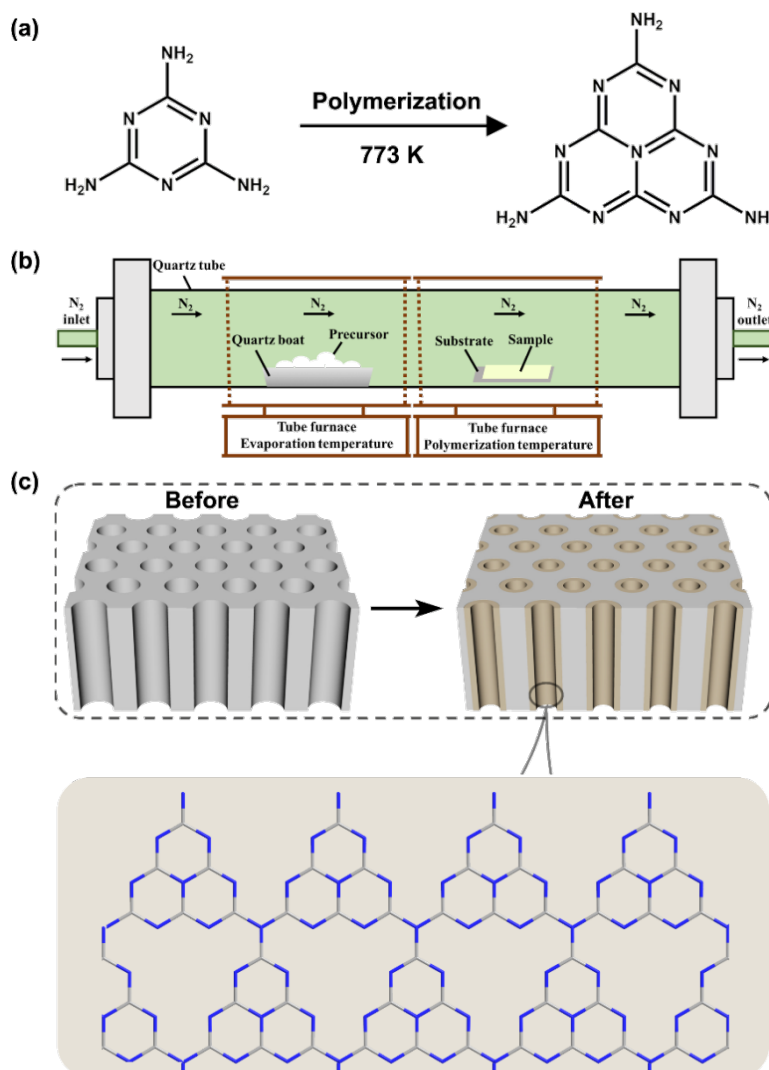 (a)
NH2
N
N
N
H2N
NH2
Polymerization
773 K
NH2
N
N
N
N
N
N
N
H2N
NH
(b)
Quartz tube
N2
inlet
N2
N2
N2
N2
N2
outlet
Quartz boat
Precursor
Substrate
Sample
Tube furnace
Evaporation temperature
Tube furnace
Polymerization temperature
(c)
Before
After